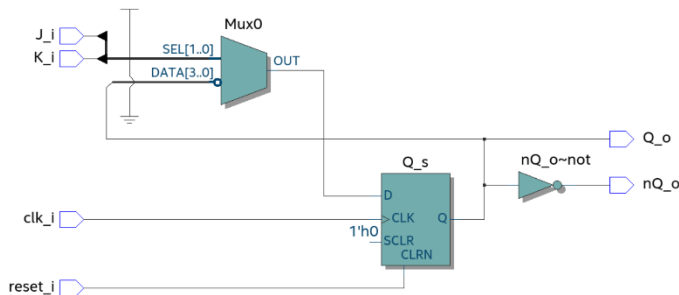 Mux0
J_i
K_i
SEL[1..0]
DATA[3..0]
OUT
Q_o
Q_s
nQ_o~not
nQ_o
D
clk_i
CLK
Q
1'h0
SCLR
CLRN
reset_i